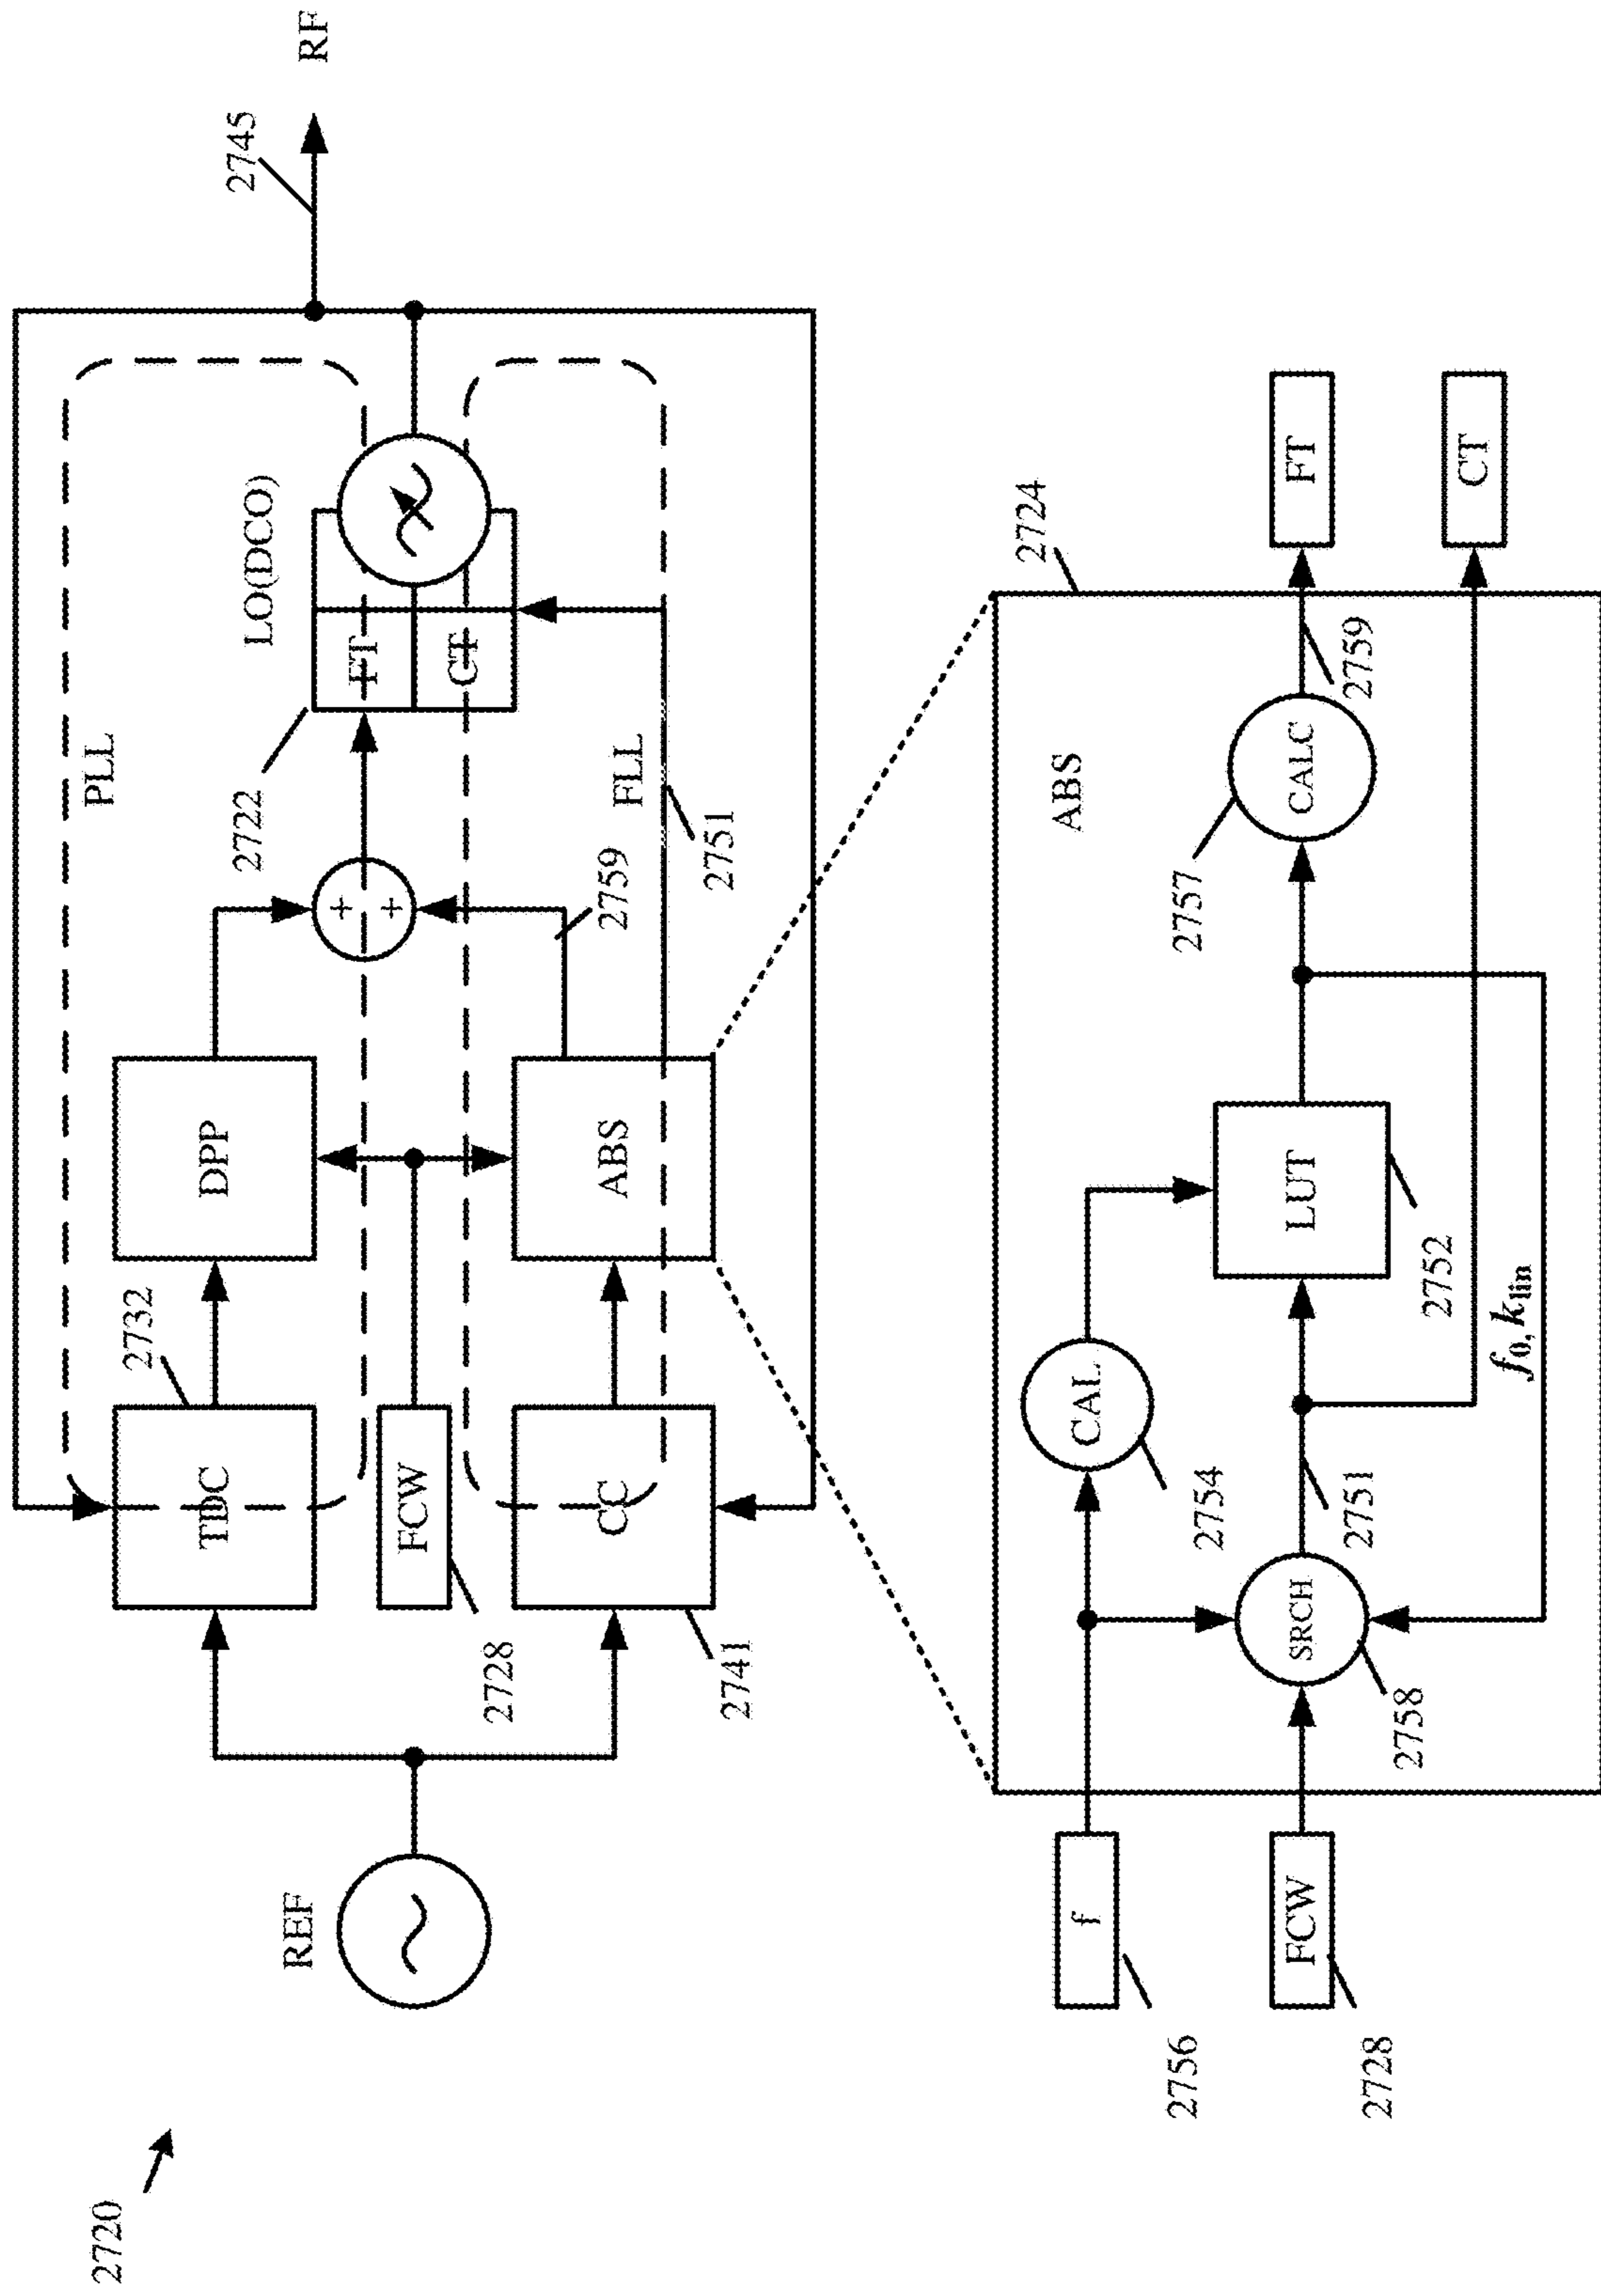 2720
REF
2728
2741
TDC
2732
FCW
CC
DPP
ABS
PLL
FLL
+
+
2759
2751
2722
LO(DCO)
FT
CT
2745
RF
2756
f
2728
FCW
2758
SRCH
2754
CAL
2751
LUT
2752
f0, klin
ABS
2757
CALC
2759
2724
FT
CT